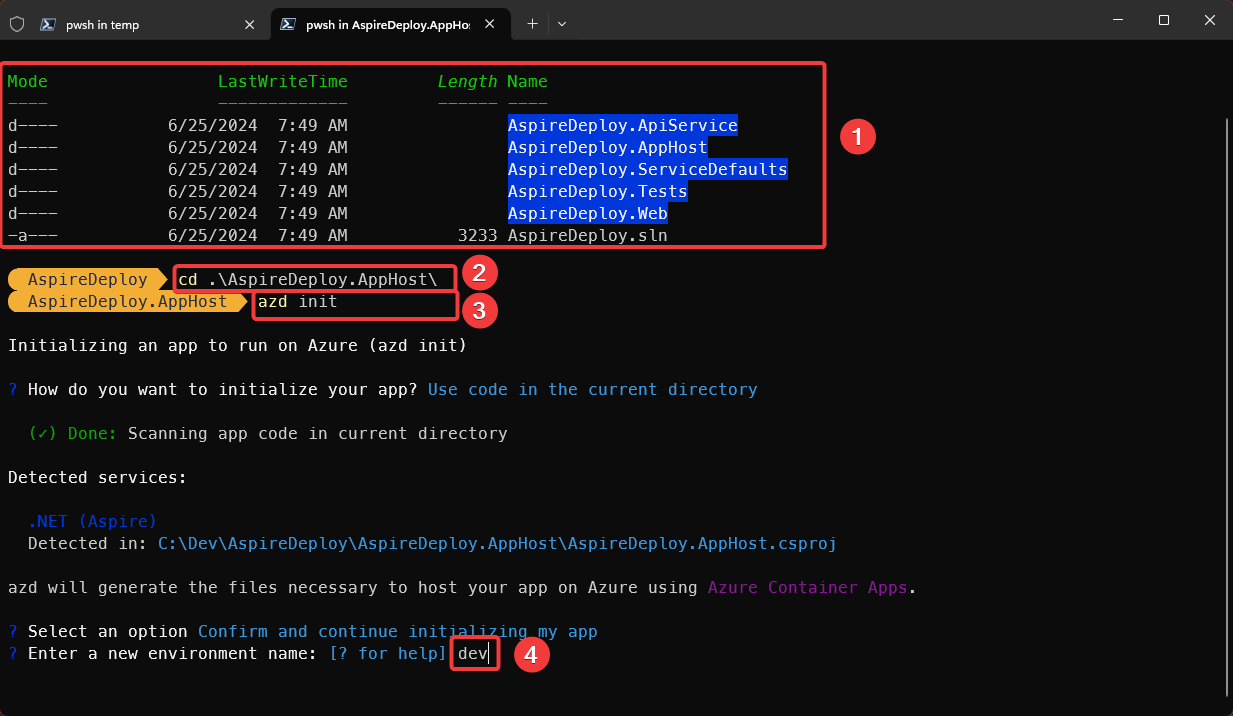 pwsh in temp
pwsh in AspireDeploy.AppHo
Mode LastWriteTime Length Name
---- ------------- ------ ----
d---- 6/25/2024 7:49 AM AspireDeploy.ApiService
d---- 6/25/2024 7:49 AM AspireDeploy.AppHost
d---- 6/25/2024 7:49 AM AspireDeploy.ServiceDefaults
d---- 6/25/2024 7:49 AM AspireDeploy.Tests
d---- 6/25/2024 7:49 AM AspireDeploy.Web
-a--- 6/25/2024 7:49 AM 3233 AspireDeploy.sln
1
AspireDeploy cd .\AspireDeploy.AppHost\
2
AspireDeploy.AppHost azd init
3
Initializing an app to run on Azure (azd init)
? How do you want to initialize your app? Use code in the current directory
(✓) Done: Scanning app code in current directory
Detected services:
.NET (Aspire)
Detected in: C:\Dev\AspireDeploy\AspireDeploy.AppHost\AspireDeploy.AppHost.csproj
azd will generate the files necessary to host your app on Azure using Azure Container Apps.
? Select an option Confirm and continue initializing my app
? Enter a new environment name: [? for help] dev
4